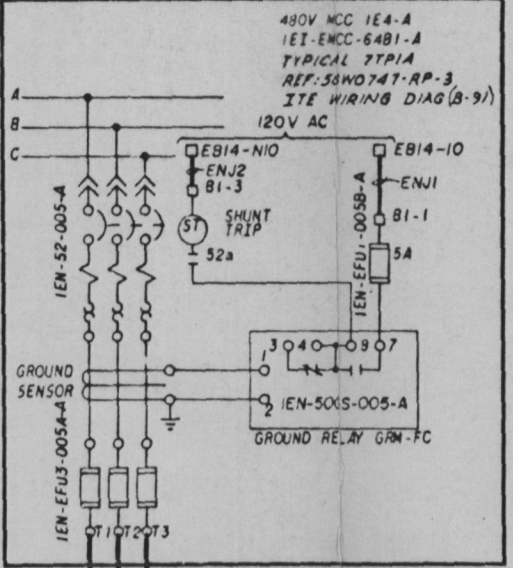 480V MCC 1E4-A
1EI-EMCC-64B1-A
TYPICAL 7TP1A
REF:58W0747-RP-3
ITE WIRING DIAG(B-91)
120V AC
A
B
C
EB14-N10
EB14-10
ENJ2
ENJ1
B1-3
B1-1
ST
SHUNT
TRIP
52a
5A
1EN-52-005-A
1EN-EFU1-005B-A
3 4 8 7
1
2
GROUND
SENSOR
1EN-50GS-005-A
GROUND RELAY GRM-FC
1EN-EFU3-005A-A
T1 T2 T3